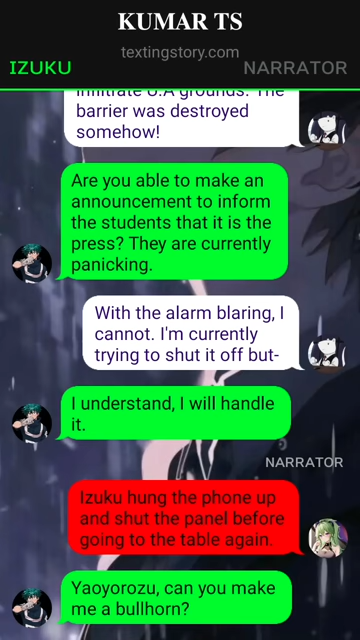 KUMAR TS
textingstory.com
IZUKU NARRATOR
infiltrate U.A grounds. The
barrier was destroyed
somehow!
Are you able to make an
announcement to inform
the students that it is the
press? They are currently
panicking.
With the alarm blaring, I
cannot. I'm currently
trying to shut it off but-
I understand, I will handle
it.
NARRATOR
Izuku hung the phone up
and shut the panel before
going to the table again.
Yaoyorozu, can you make
me a bullhorn?